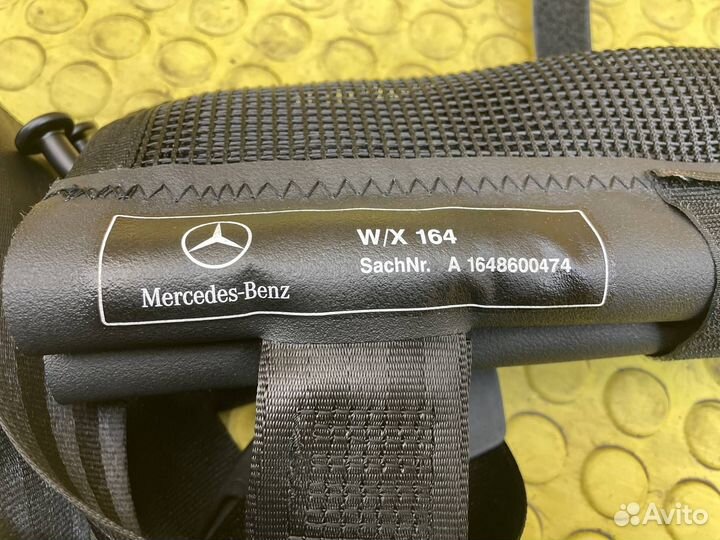 W/X 164
SachNr. A 1648600474
Mercedes-Benz
Avito